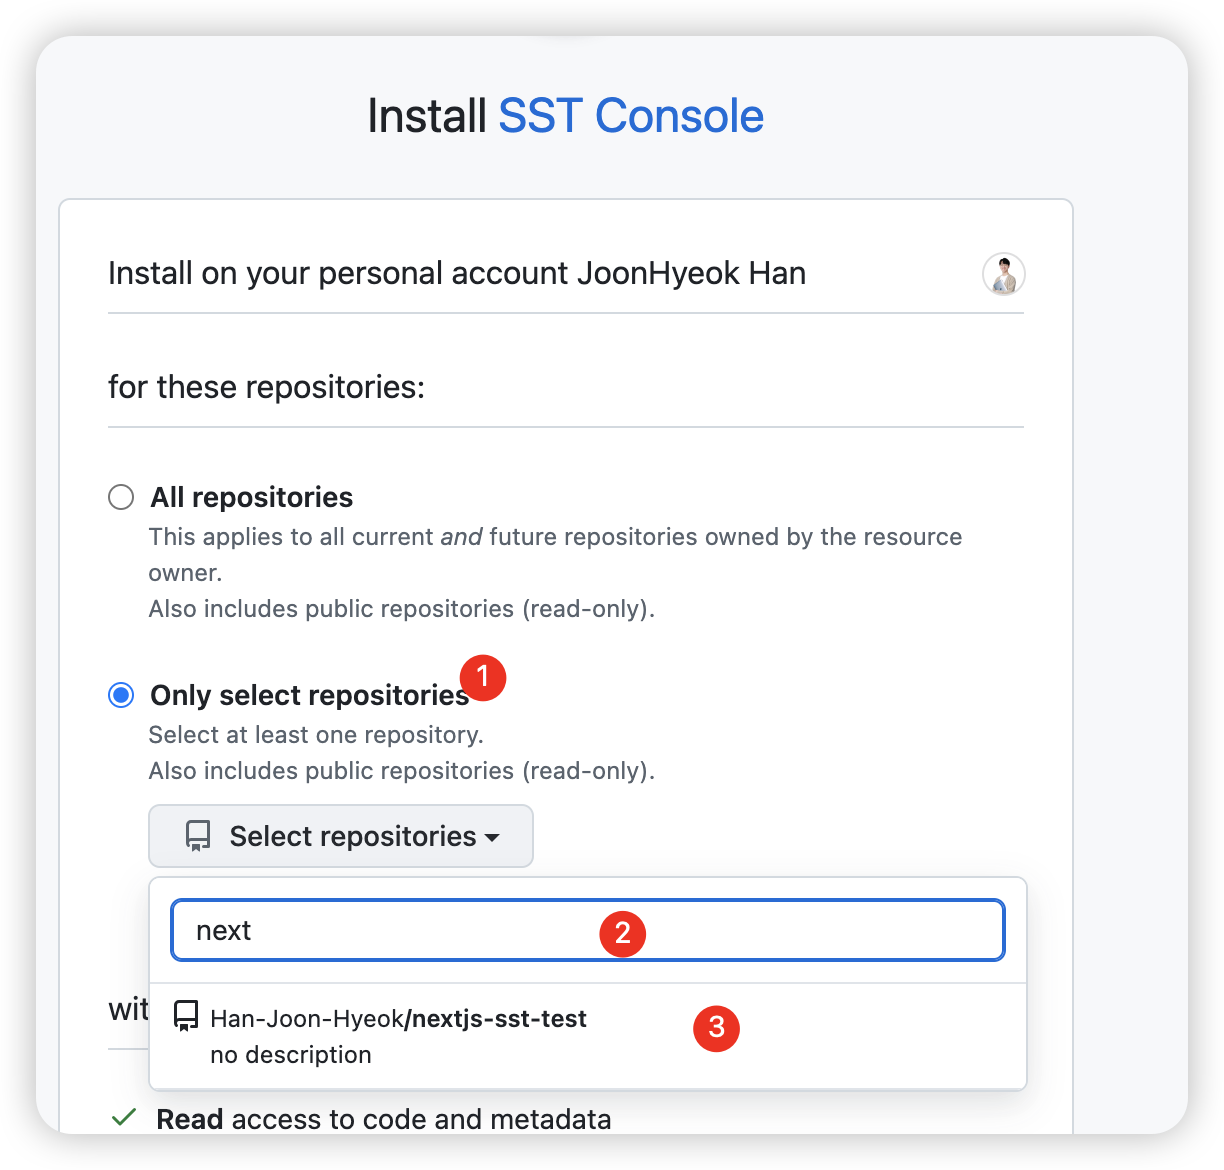 Install SST Console
Install on your personal account JoonHyeok Han
for these repositories:
All repositories
This applies to all current and future repositories owned by the resource
owner.
Also includes public repositories (read-only).
Only select repositories 1
Select at least one repository.
Also includes public repositories (read-only).
Select repositories
next 2
Han-Joon-Hyeok/nextjs-sst-test 3
no description
wit
Read access to code and metadata